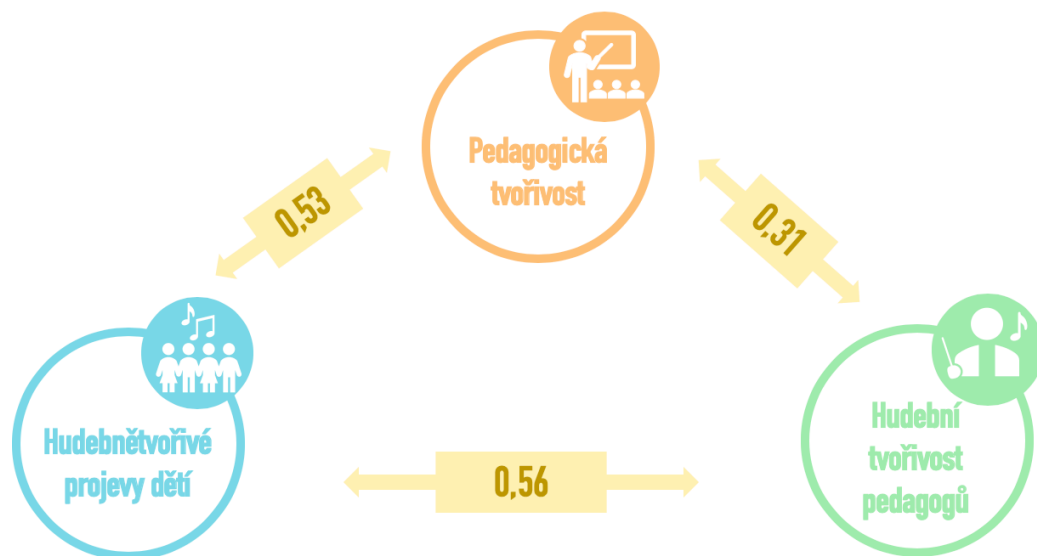 Pedagogická
tvořivost
0,53
0,31
Hudebnětvořivé
projevy dětí
0,56
Hudební
tvořivost
pedagogů